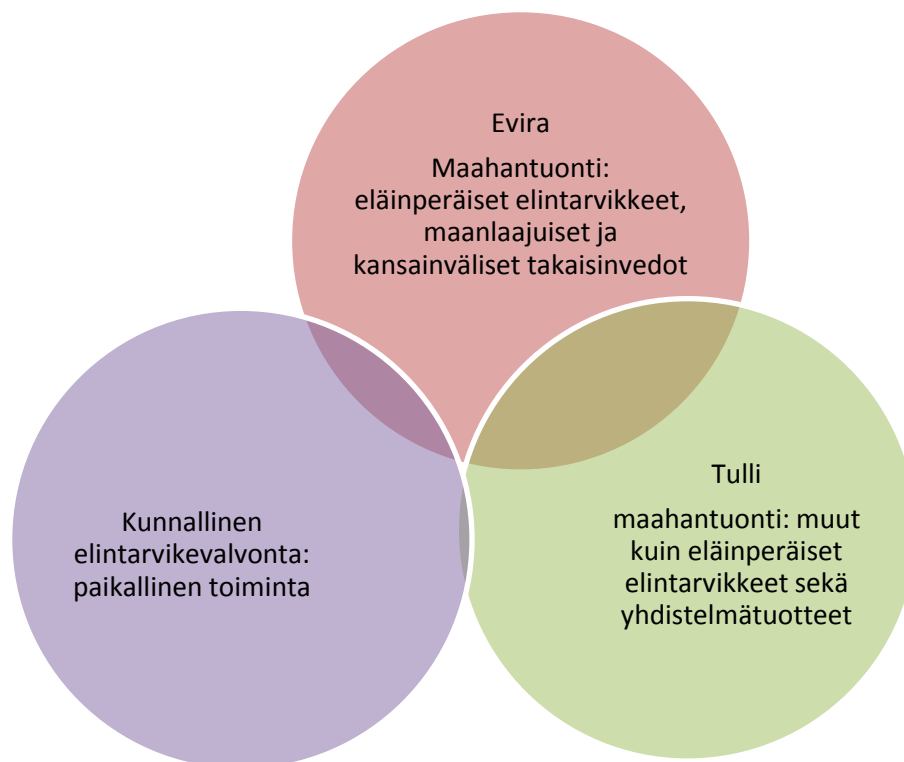 Evira
Maahantuonti:
eläinperäiset elintarvikkeet,
maanlaajuiset ja
kansainväliset takaisinvedot
Tulli
maahantuonti: muut
kuin eläinperäiset
elintarvikkeet sekä
yhdistelmätuotteet
Kunnallinen
elintarvikevalvonta:
paikallinen toiminta